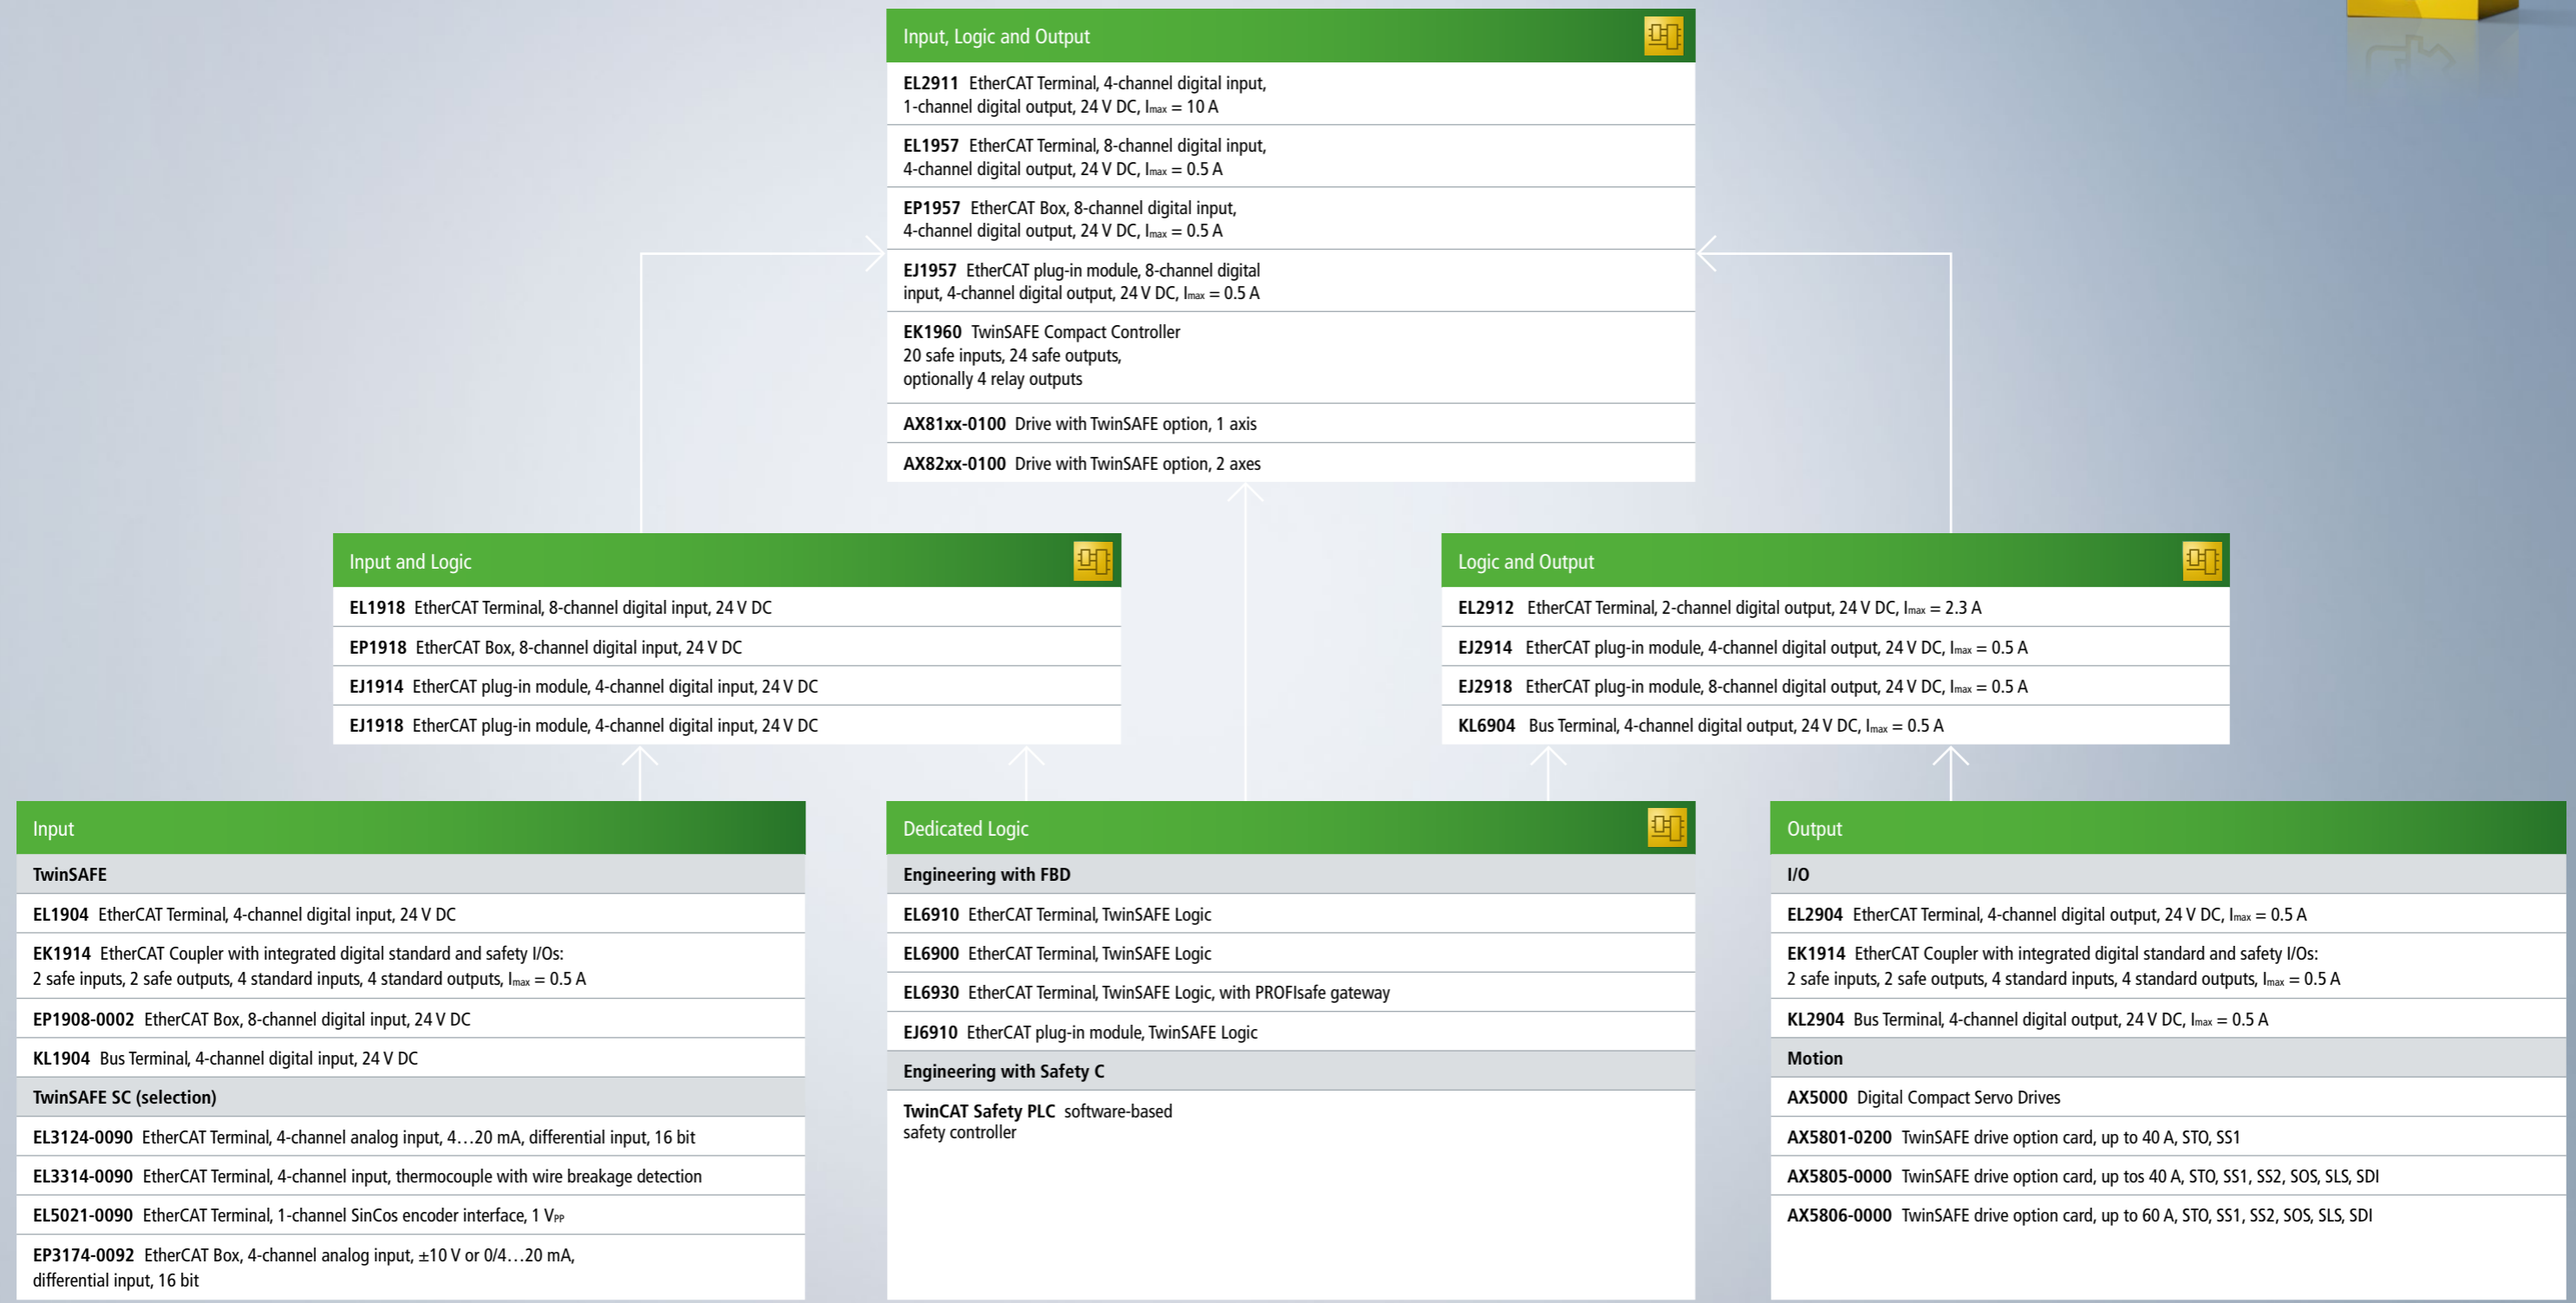 Input, Logic and Output
EL2911 EtherCAT Terminal, 4-channel digital input,
1-channel digital output, 24 V DC, Imax = 10 A
EL1957 EtherCAT Terminal, 8-channel digital input,
4-channel digital output, 24 V DC, Imax = 0.5 A
EP1957 EtherCAT Box, 8-channel digital input,
4-channel digital output, 24 V DC, Imax = 0.5 A
EJ1957 EtherCAT plug-in module, 8-channel digital
input, 4-channel digital output, 24 V DC, Imax = 0.5 A
EK1960 TwinSAFE Compact Controller
20 safe inputs, 24 safe outputs,
optionally 4 relay outputs
AX81xx-0100 Drive with TwinSAFE option, 1 axis
AX82xx-0100 Drive with TwinSAFE option, 2 axes
Input and Logic
EL1918 EtherCAT Terminal, 8-channel digital input, 24 V DC
EP1918 EtherCAT Box, 8-channel digital input, 24 V DC
EJ1914 EtherCAT plug-in module, 4-channel digital input, 24 V DC
EJ1918 EtherCAT plug-in module, 4-channel digital input, 24 V DC
Logic and Output
EL2912 EtherCAT Terminal, 2-channel digital output, 24 V DC, Imax = 2.3 A
EJ2914 EtherCAT plug-in module, 4-channel digital output, 24 V DC, Imax = 0.5 A
EJ2918 EtherCAT plug-in module, 8-channel digital output, 24 V DC, Imax = 0.5 A
KL6904 Bus Terminal, 4-channel digital output, 24 V DC, Imax = 0.5 A
Input
TwinSAFE
EL1904 EtherCAT Terminal, 4-channel digital input, 24 V DC
EK1914 EtherCAT Coupler with integrated digital standard and safety I/Os:
2 safe inputs, 2 safe outputs, 4 standard inputs, 4 standard outputs, Imax = 0.5 A
EP1908-0002 EtherCAT Box, 8-channel digital input, 24 V DC
KL1904 Bus Terminal, 4-channel digital input, 24 V DC
TwinSAFE SC (selection)
EL3124-0090 EtherCAT Terminal, 4-channel analog input, 4…20 mA, differential input, 16 bit
EL3314-0090 EtherCAT Terminal, 4-channel input, thermocouple with wire breakage detection
EL5021-0090 EtherCAT Terminal, 1-channel SinCos encoder interface, 1 VPP
EP3174-0092 EtherCAT Box, 4-channel analog input, ±10 V or 0/4…20 mA,
differential input, 16 bit
Dedicated Logic
Engineering with FBD
EL6910 EtherCAT Terminal, TwinSAFE Logic
EL6900 EtherCAT Terminal, TwinSAFE Logic
EL6930 EtherCAT Terminal, TwinSAFE Logic, with PROFIsafe gateway
EJ6910 EtherCAT plug-in module, TwinSAFE Logic
Engineering with Safety C
TwinCAT Safety PLC software-based
safety controller
Output
I/O
EL2904 EtherCAT Terminal, 4-channel digital output, 24 V DC, Imax = 0.5 A
EK1914 EtherCAT Coupler with integrated digital standard and safety I/Os:
2 safe inputs, 2 safe outputs, 4 standard inputs, 4 standard outputs, Imax = 0.5 A
KL2904 Bus Terminal, 4-channel digital output, 24 V DC, Imax = 0.5 A
Motion
AX5000 Digital Compact Servo Drives
AX5801-0200 TwinSAFE drive option card, up to 40 A, STO, SS1
AX5805-0000 TwinSAFE drive option card, up tos 40 A, STO, SS1, SS2, SOS, SLS, SDI
AX5806-0000 TwinSAFE drive option card, up to 60 A, STO, SS1, SS2, SOS, SLS, SDI